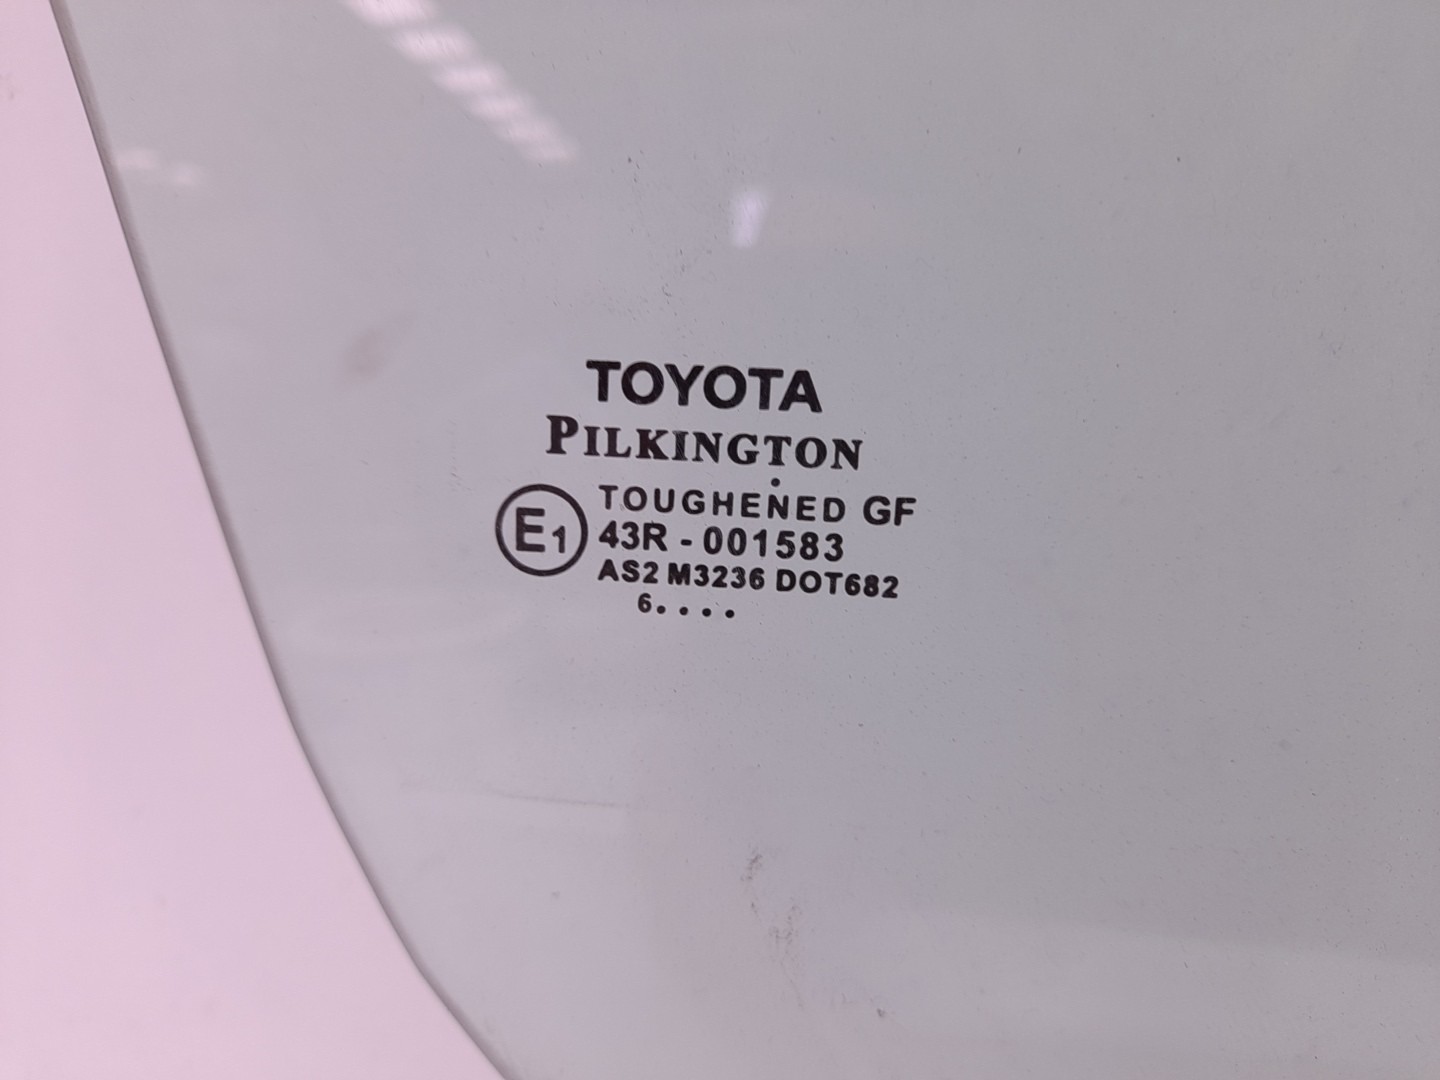 TOYOTA
PILKINGTON
TOUGHENED GF
E1
43R - 001583
AS2 M3236 DOT682
6. . . .